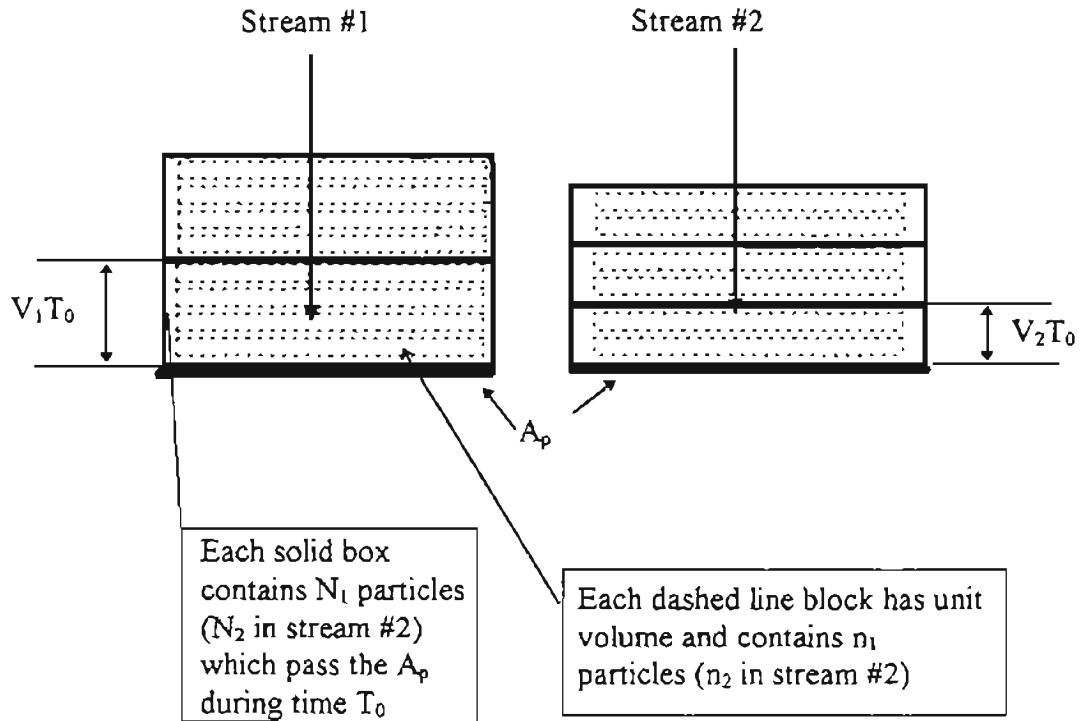 Stream #1
Stream #2
V₁T₀
V₂T₀
Aₚ
Each solid box
contains N₁ particles
(N₂ in stream #2)
which pass the Aₚ
during time T₀
Each dashed line block has unit
volume and contains n₁
particles (n₂ in stream #2)